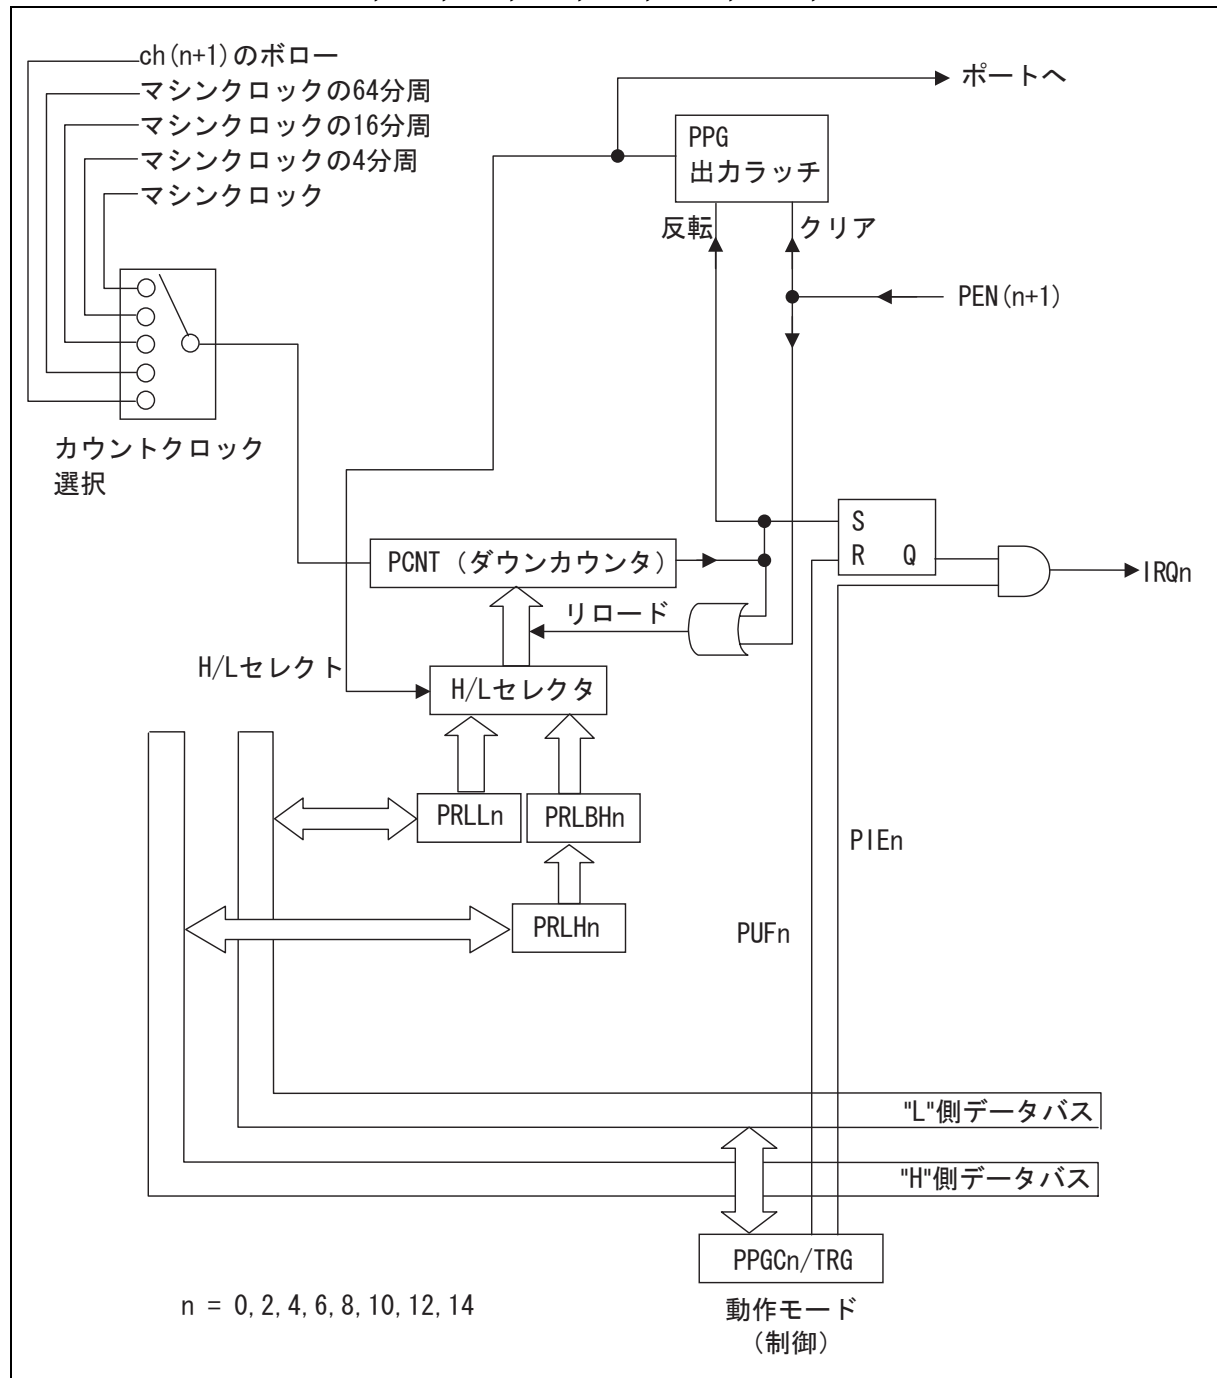 ch(n+1)のボロー
マシンクロックの64分周
マシンクロックの16分周
マシンクロックの4分周
マシンクロック
ポートへ
PPG
出力ラッチ
反転
クリア
PEN(n+1)
カウントクロック
選択
PCNT (ダウンカウンタ)
S
R Q
IRQn
リロード
H/Lセレクト
H/Lセレクタ
PRLLn
PRLBHn
PIEn
PRLHn
PUFn
"L"側データバス
"H"側データバス
PPGCn/TRG
n = 0,2,4,6,8,10,12,14
動作モード
(制御)